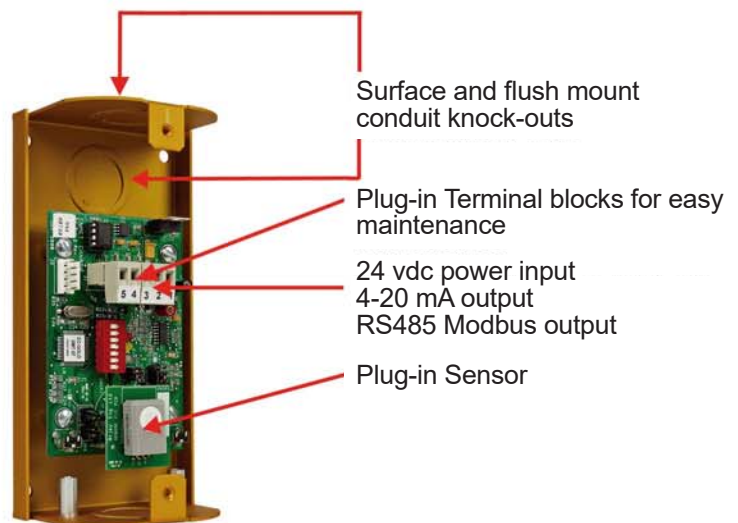 Surface and flush mount
conduit knock-outs
Plug-in Terminal blocks for easy
maintenance
24 vdc power input
4-20 mA output
RS485 Modbus output
Plug-in Sensor
5 4 3 2 1